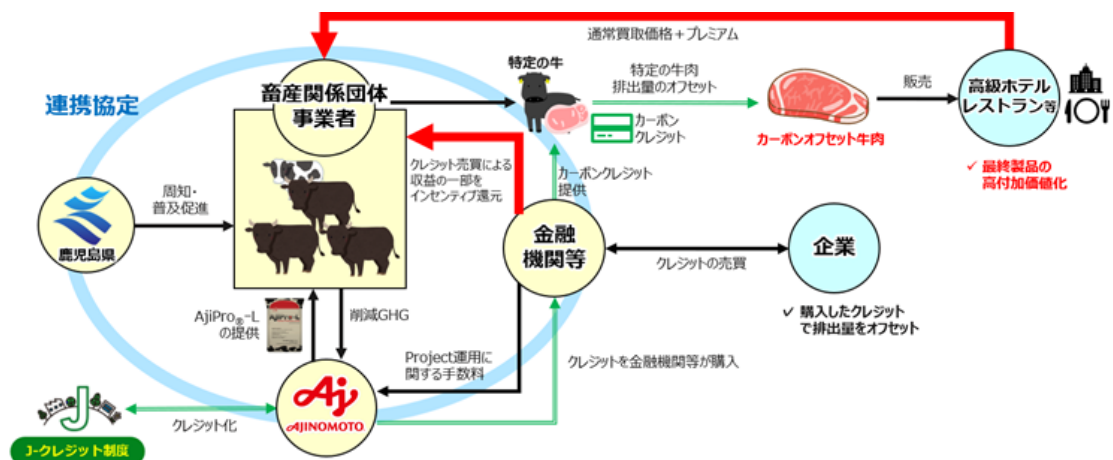 通常買取価格+プレミアム
連携協定
畜産関係団体
事業者
特定の牛
特定の牛肉
排出量のオフセット
カーボン
クレジット
カーボンオフセット牛肉
販売
高級ホテル
レストラン等
✓ 最終製品の
高付加価値化
クレジット売買による
収益の一部を
インセンティブ還元
カーボンクレジット
提供
周知・
普及促進
鹿児島県
金融
機関等
クレジットの売買
企業
✓ 購入したクレジット
で排出量をオフセット
AjiPro®-L
の提供
AjiPro-L
削減GHG
Project運用に
関する手数料
クレジットを金融機関等が購入
Aj
AJINOMOTO
クレジット化
J
J-クレジット制度